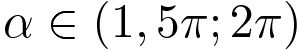 α ∈ (1, 5π; 2π)